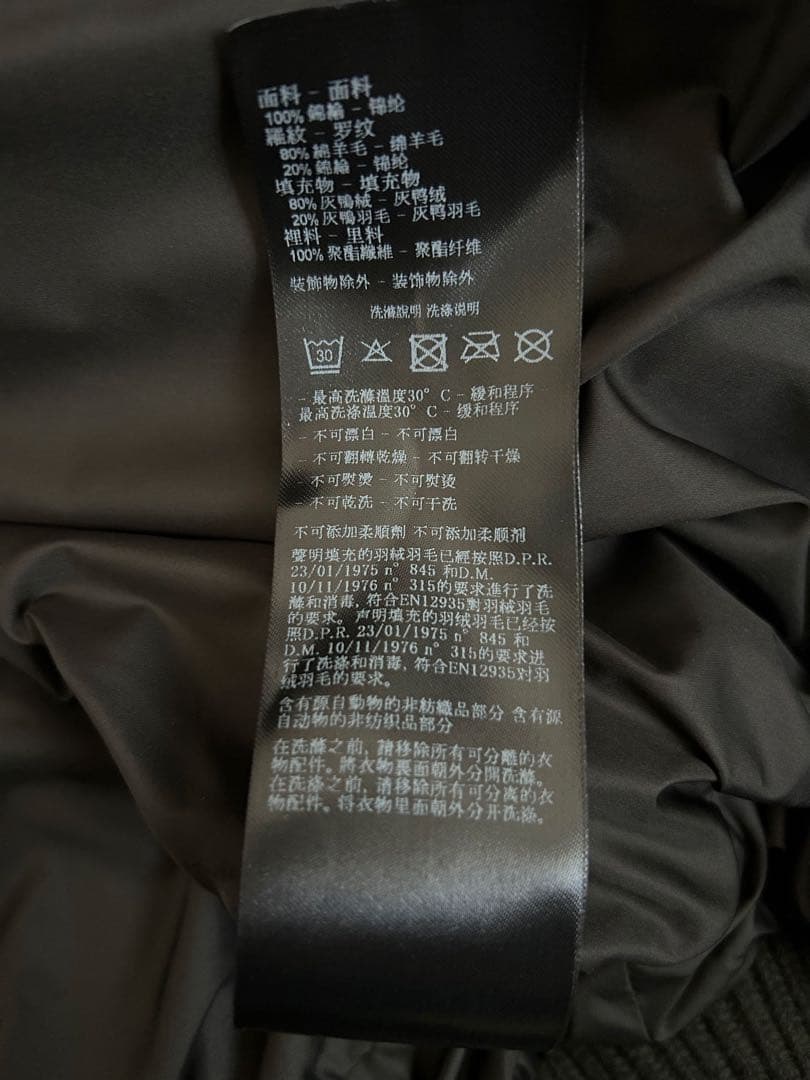 面料 - 面料
100% 錦綸 - 锦纶
羅紋 - 罗纹
80% 綿羊毛 - 绵羊毛
20% 錦綸 - 锦纶
填充物 - 填充物
80% 灰鴨絨 - 灰鸭绒
20% 灰鴨羽毛 - 灰鸭羽毛
裡料 - 里料
100% 聚酯纖維 - 聚酯纤维
裝飾物除外 - 装饰物除外
洗滌說明 洗涤说明
30
- 最高洗滌溫度30° C - 緩和程序
最高洗涤温度30° C - 缓和程序
- 不可漂白 - 不可漂白
- 不可翻轉乾燥 - 不可翻转干燥
- 不可熨燙 - 不可熨烫
- 不可乾洗 - 不可干洗
不可添加柔順劑 不可添加柔顺剂
聲明填充的羽絨羽毛已經按照D.P.R.
23/01/1975 n° 845 和D.M.
10/11/1976 n° 315的要求進行了洗
滌和消毒, 符合EN12935對羽絨羽毛
的要求。 声明填充的羽绒羽毛已经按
照D.P.R. 23/01/1975 n° 845 和
D.M. 10/11/1976 n° 315的要求进
行了洗涤和消毒, 符合EN12935对羽
绒羽毛的要求。
含有源自動物的非紡織品部分 含有源
自动物的非纺织品部分
在洗滌之前, 請移除所有可分離的衣
物配件。將衣物裏面朝外分開洗滌。
在洗涤之前, 请移除所有可分离的衣
物配件。将衣物里面朝外分开洗涤。